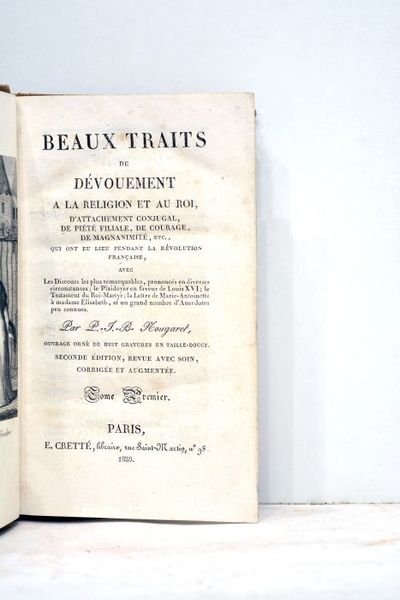 BEAUX TRAITS
DE
DÉVOUEMENT
A LA RELIGION ET AU ROI,
D'ATTACHEMENT CONJUGAL,
DE PIÉTÉ FILIALE, DE COURAGE,
DE MAGNANIMITÉ, ETC.,
QUI ONT EU LIEU PENDANT LA RÉVOLUTION
FRANÇAISE,
AVEC
Les Discours les plus remarquables, prononcés en diverses
circonstances; le Plaidoyer en faveur de Louis XVI; le
Testament du Roi-Martyr; la Lettre de Marie-Antoinette
à madame Elisabeth, et un grand nombre d'Anecdotes
peu connues.
Par P.-J.-B- Nougaret,
OUVRAGE ORNÉ DE HUIT GRAVURES EN TAILLE-DOUCE.
SECONDE ÉDITION, REVUE AVEC SOIN,
CORRIGÉE ET AUGMENTÉE.
Tome Premier.
PARIS,
E. CRETTÉ, libraire, rue Saint-Martin, n° 98.